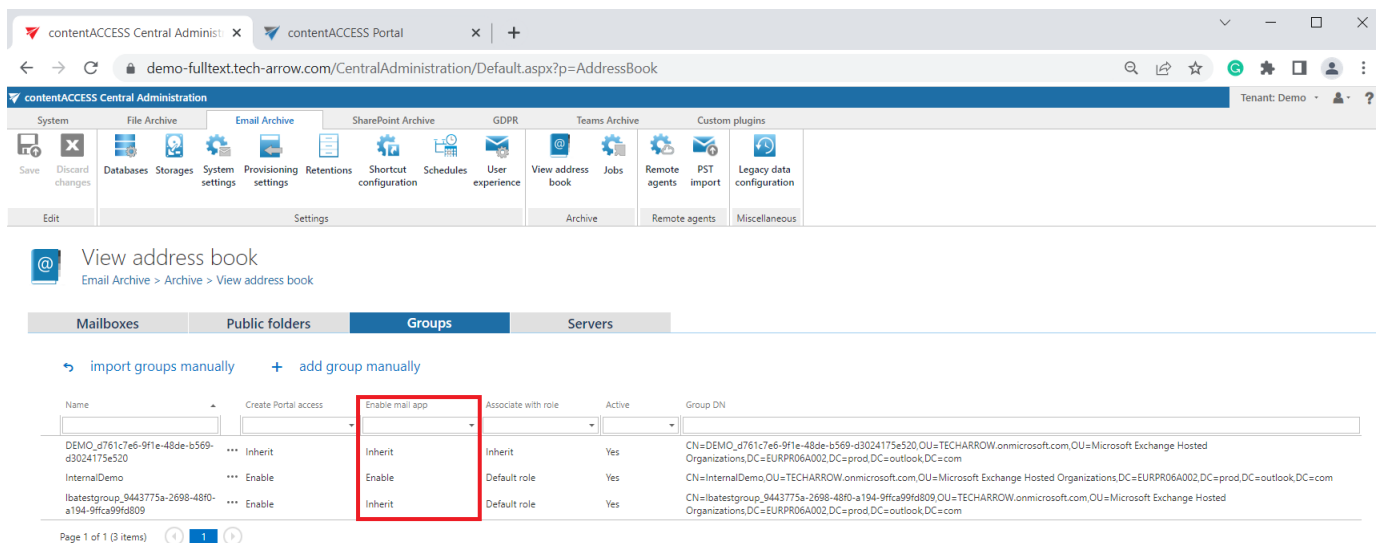 contentACCESS Central Administ
contentACCESS Portal
demo-fulltext.tech-arrow.com/CentralAdministration/Default.aspx?p=AddressBook
contentACCESS Central Administration
Tenant: Demo
?
System File Archive Email Archive SharePoint Archive GDPR Teams Archive Custom plugins
Save
Discard changes
Databases
Storages
System settings
Provisioning settings
Retentions
Shortcut configuration
Schedules
User experience
View address book
Jobs
Remote agents
PST import
Legacy data configuration
Edit Settings Archive Remote agents Miscellaneous
View address book
Email Archive > Archive > View address book
Mailboxes Public folders Groups Servers
import groups manually + add group manually
Name Create Portal access Enable mail app Associate with role Active Group DN
DEMO_d761c7e6-9f1e-48de-b569-
d3024175e520
... Inherit Inherit Inherit Yes
CN=DEMO_d761c7e6-9f1e-48de-b569-d3024175e520,OU=TECHARROW.onmicrosoft.com,OU=Microsoft Exchange Hosted
Organizations,DC=EURPR06A002,DC=prod,DC=outlook,DC=com
InternalDemo ... Enable Enable Default role Yes CN=InternalDemo,OU=TECHARROW.onmicrosoft.com,OU=Microsoft Exchange Hosted Organizations,DC=EURPR06A002,DC=prod,DC=outlook,DC=com
lbatestgroup_9443775a-2698-48f0-
a194-9ffca99fd809
... Enable Inherit Default role Yes
CN=lbatestgroup_9443775a-2698-48f0-a194-9ffca99fd809,OU=TECHARROW.onmicrosoft.com,OU=Microsoft Exchange Hosted
Organizations,DC=EURPR06A002,DC=prod,DC=outlook,DC=com
Page 1 of 1 (3 items) 1